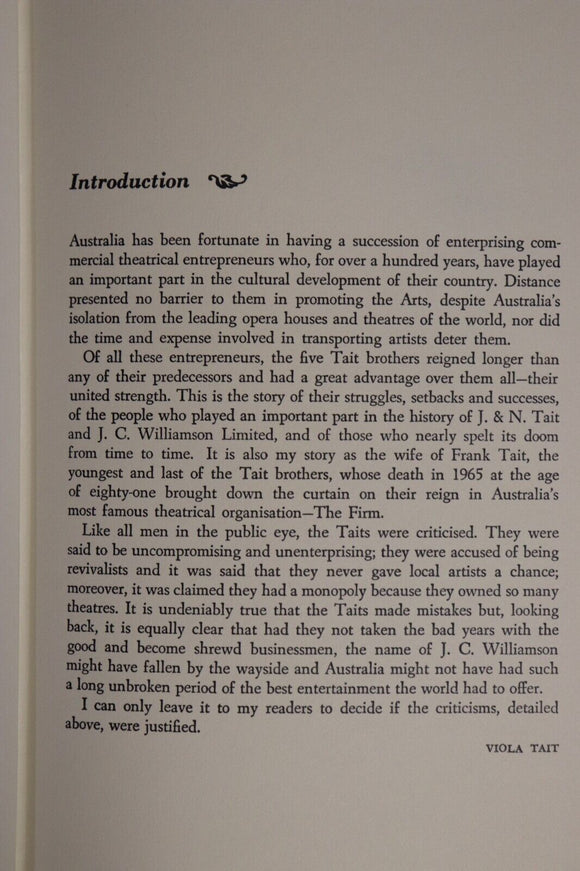 Introduction
Australia has been fortunate in having a succession of enterprising com-
mercial theatrical entrepreneurs who, for over a hundred years, have played
an important part in the cultural development of their country. Distance
presented no barrier to them in promoting the Arts, despite Australia's
isolation from the leading opera houses and theatres of the world, nor did
the time and expense involved in transporting artists deter them.
Of all these entrepreneurs, the five Tait brothers reigned longer than
any of their predecessors and had a great advantage over them all—their
united strength. This is the story of their struggles, setbacks and successes,
of the people who played an important part in the history of J. & N. Tait
and J. C. Williamson Limited, and of those who nearly spelt its doom
from time to time. It is also my story as the wife of Frank Tait, the
youngest and last of the Tait brothers, whose death in 1965 at the age
of eighty-one brought down the curtain on their reign in Australia's
most famous theatrical organisation—The Firm.
Like all men in the public eye, the Taits were criticised. They were
said to be uncompromising and unenterprising; they were accused of being
revivalists and it was said that they never gave local artists a chance;
moreover, it was claimed they had a monopoly because they owned so many
theatres. It is undeniably true that the Taits made mistakes but, looking
back, it is equally clear that had they not taken the bad years with the
good and become shrewd businessmen, the name of J. C. Williamson
might have fallen by the wayside and Australia might not have had such
a long unbroken period of the best entertainment the world had to offer.
I can only leave it to my readers to decide if the criticisms, detailed
above, were justified.
VIOLA TAIT